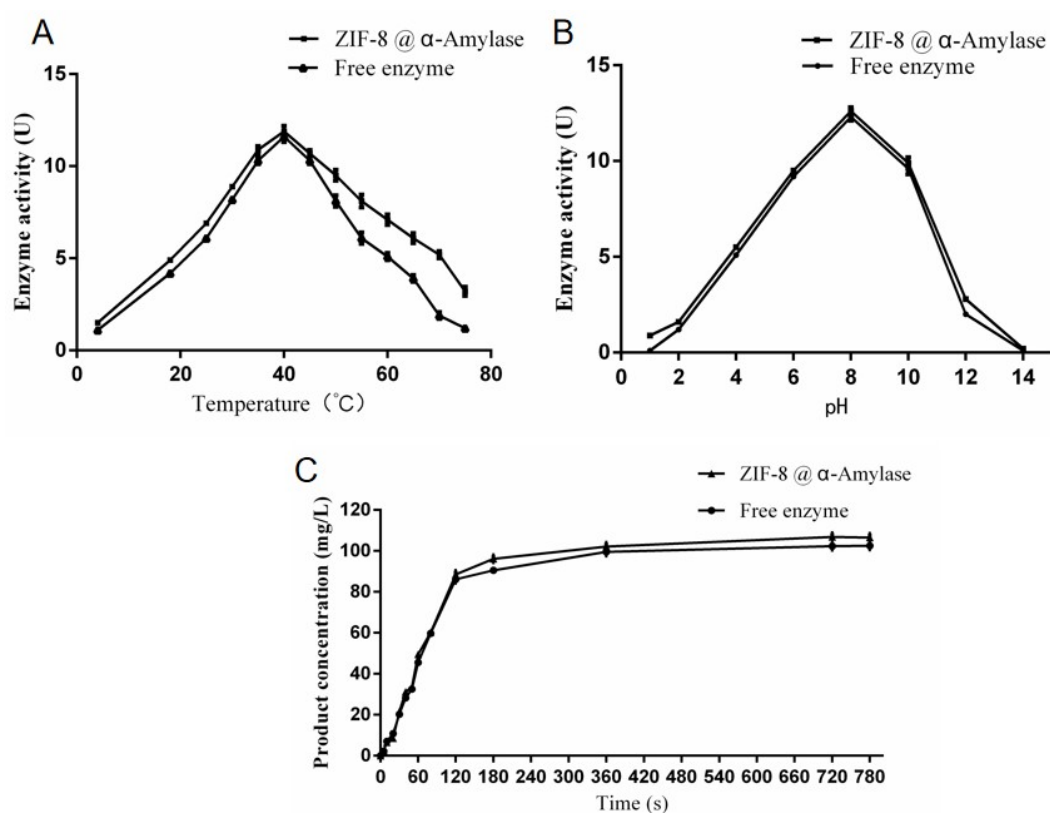 A
ZIF-8 @ α-Amylase
Free enzyme
Enzyme activity (U)
15
10
5
0
0 20 40 60 80
Temperature (℃)
B
ZIF-8 @ α-Amylase
Free enzyme
Enzyme activity (U)
15
10
5
0
0 2 4 6 8 10 12 14
pH
C
ZIF-8 @ α-Amylase
Free enzyme
Product concentration (mg/L)
120
100
80
60
40
20
0
0 60 120 180 240 300 360 420 480 540 600 660 720 780
Time (s)